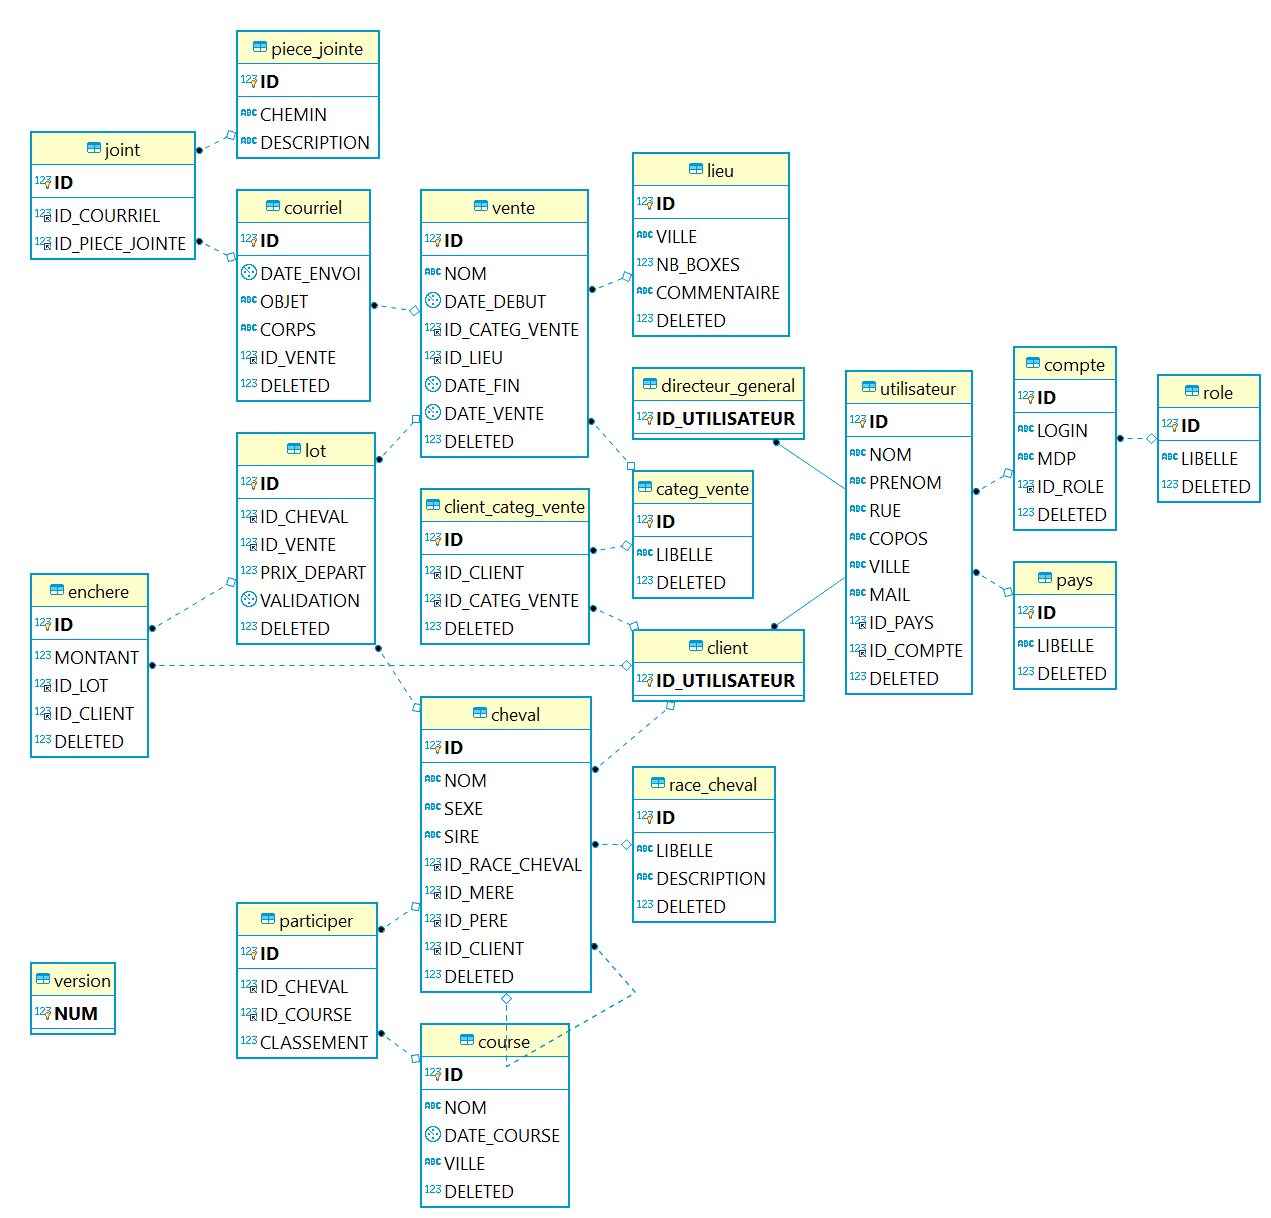 piece_jointe
ID
CHEMIN
DESCRIPTION
joint
ID
ID_COURRIEL
ID_PIECE_JOINTE
courriel
ID
DATE_ENVOI
OBJET
CORPS
ID_VENTE
DELETED
vente
ID
NOM
DATE_DEBUT
ID_CATEG_VENTE
ID_LIEU
DATE_FIN
DATE_VENTE
DELETED
lieu
ID
VILLE
NB_BOXES
COMMENTAIRE
DELETED
directeur_general
ID_UTILISATEUR
utilisateur
ID
NOM
PRENOM
RUE
COPOS
VILLE
MAIL
ID_PAYS
ID_COMPTE
DELETED
compte
ID
LOGIN
MDP
ID_ROLE
DELETED
role
ID
LIBELLE
DELETED
lot
ID
ID_CHEVAL
ID_VENTE
PRIX_DEPART
VALIDATION
DELETED
client_categ_vente
ID
ID_CLIENT
ID_CATEG_VENTE
DELETED
categ_vente
ID
LIBELLE
DELETED
pays
ID
LIBELLE
DELETED
enchere
ID
MONTANT
ID_LOT
ID_CLIENT
DELETED
client
ID_UTILISATEUR
cheval
ID
NOM
SEXE
SIRE
ID_RACE_CHEVAL
ID_MERE
ID_PERE
ID_CLIENT
DELETED
race_cheval
ID
LIBELLE
DESCRIPTION
DELETED
participer
ID
ID_CHEVAL
ID_COURSE
CLASSEMENT
version
NUM
course
ID
NOM
DATE_COURSE
VILLE
DELETED